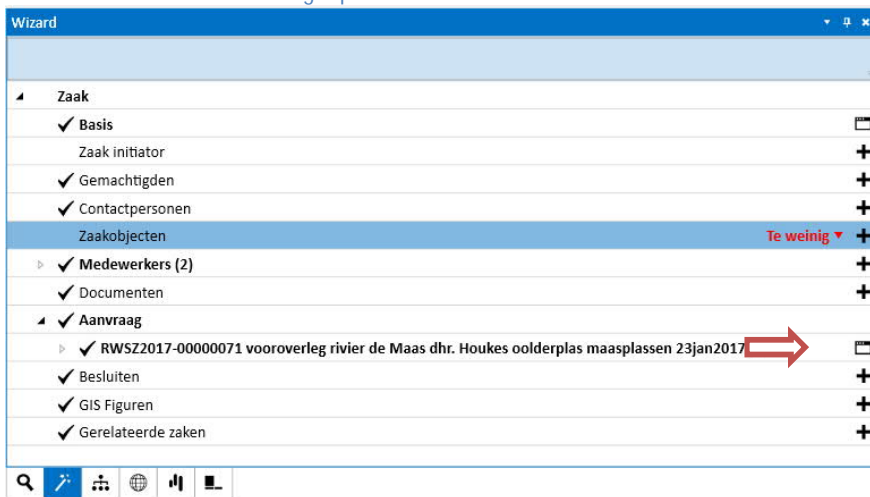 Wizard
Zaak
Basis
Zaak initiator
Gemachtigden
Contactpersonen
Zaakobjecten Te weinig
Medewerkers (2)
Documenten
Aanvraag
RWSZ2017-00000071 vooroverleg rivier de Maas dhr. Houkes oolderplas maasplassen 23jan2017
Besluiten
GIS Figuren
Gerelateerde zaken